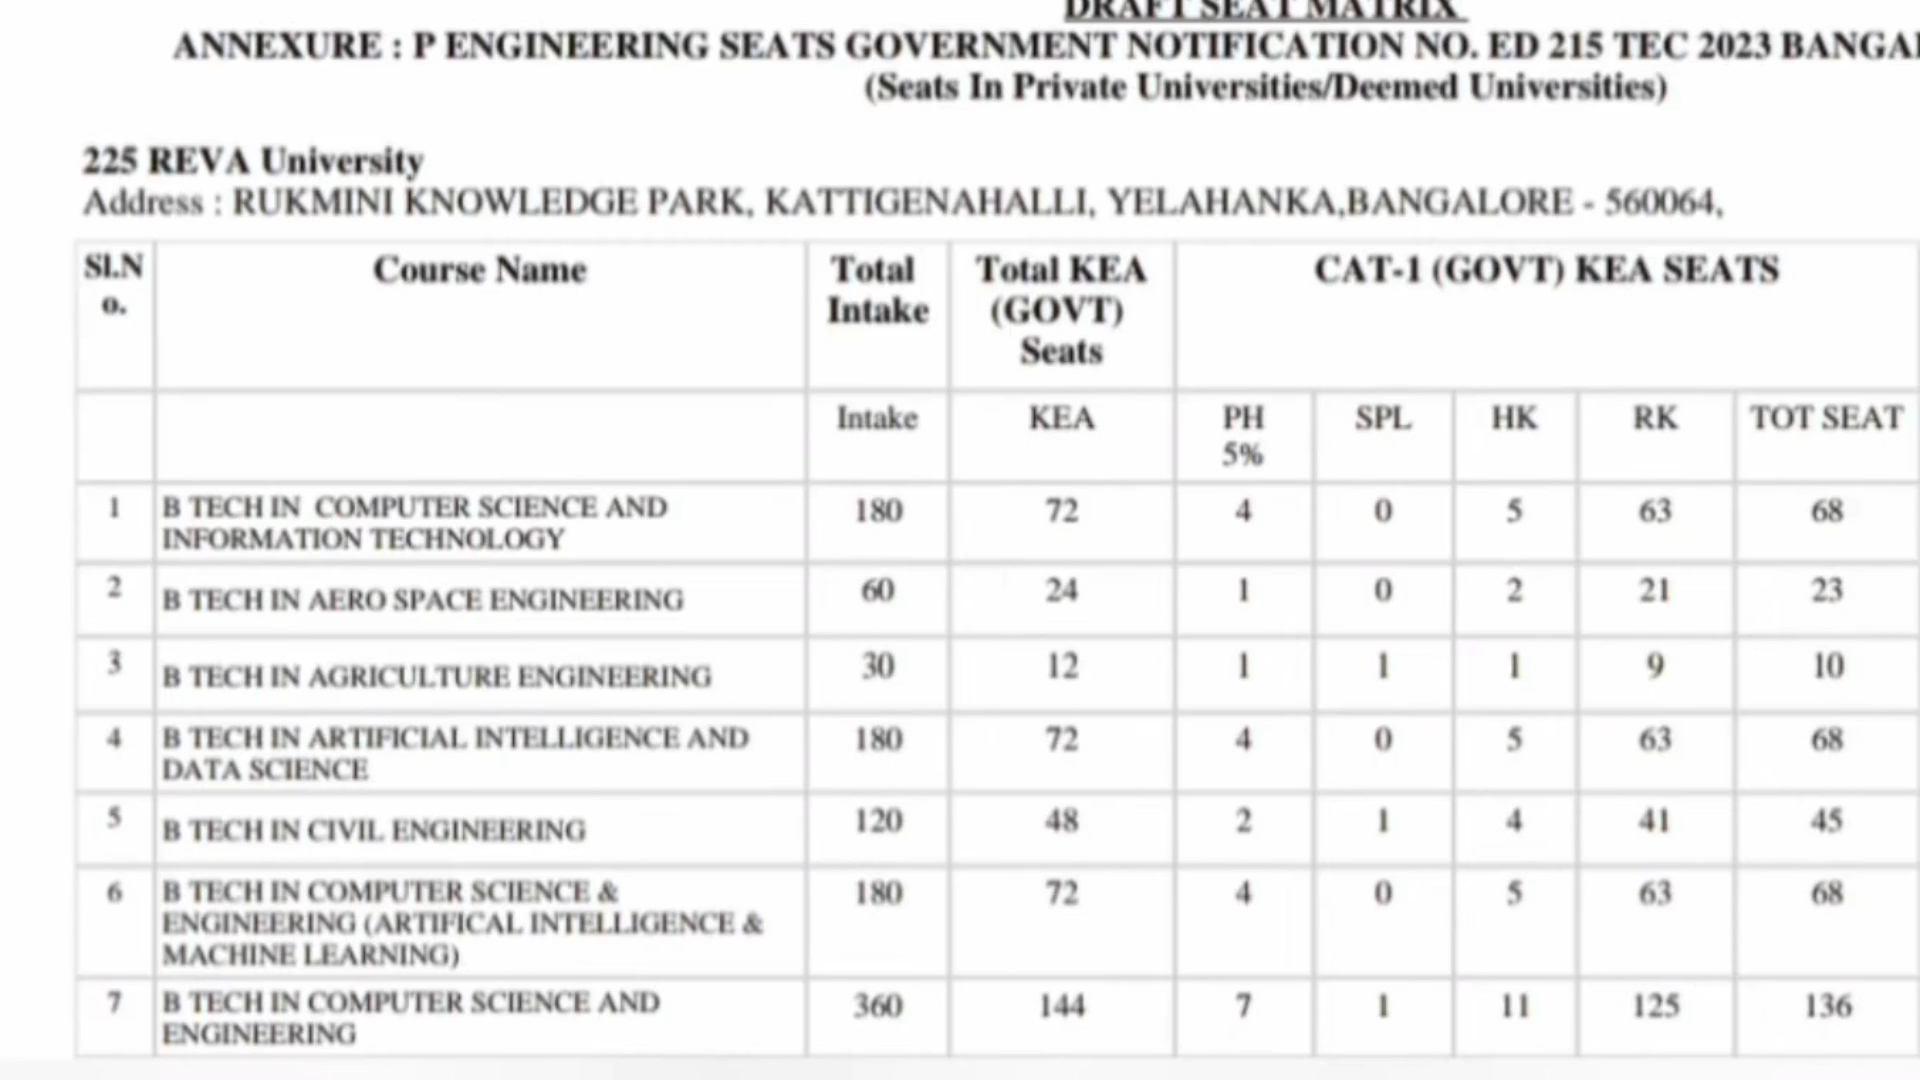 DRAFT SEAT MATRIX
ANNEXURE : P ENGINEERING SEATS GOVERNMENT NOTIFICATION NO. ED 215 TEC 2023
(Seats In Private Universities/Deemed Universities)
225 REVA University
Address : RUKMINI KNOWLEDGE PARK, KATTIGENAHALLI, YELAHANKA,BANGALORE - 560064,
Sl.N Course Name Total Total KEA CAT-1 (GOVT) KEA SEATS
o. Intake (GOVT)
Seats
Intake KEA PH SPL HK RK TOT SEAT
5%
1 B TECH IN COMPUTER SCIENCE AND 180 72 4 0 5 63 68
INFORMATION TECHNOLOGY
2 B TECH IN AERO SPACE ENGINEERING 60 24 1 0 2 21 23
3 B TECH IN AGRICULTURE ENGINEERING 30 12 1 1 1 9 10
4 B TECH IN ARTIFICIAL INTELLIGENCE AND 180 72 4 0 5 63 68
DATA SCIENCE
5 B TECH IN CIVIL ENGINEERING 120 48 2 1 4 41 45
6 B TECH IN COMPUTER SCIENCE & 180 72 4 0 5 63 68
ENGINEERING (ARTIFICAL INTELLIGENCE &
MACHINE LEARNING)
7 B TECH IN COMPUTER SCIENCE AND 360 144 7 1 11 125 136
ENGINEERING